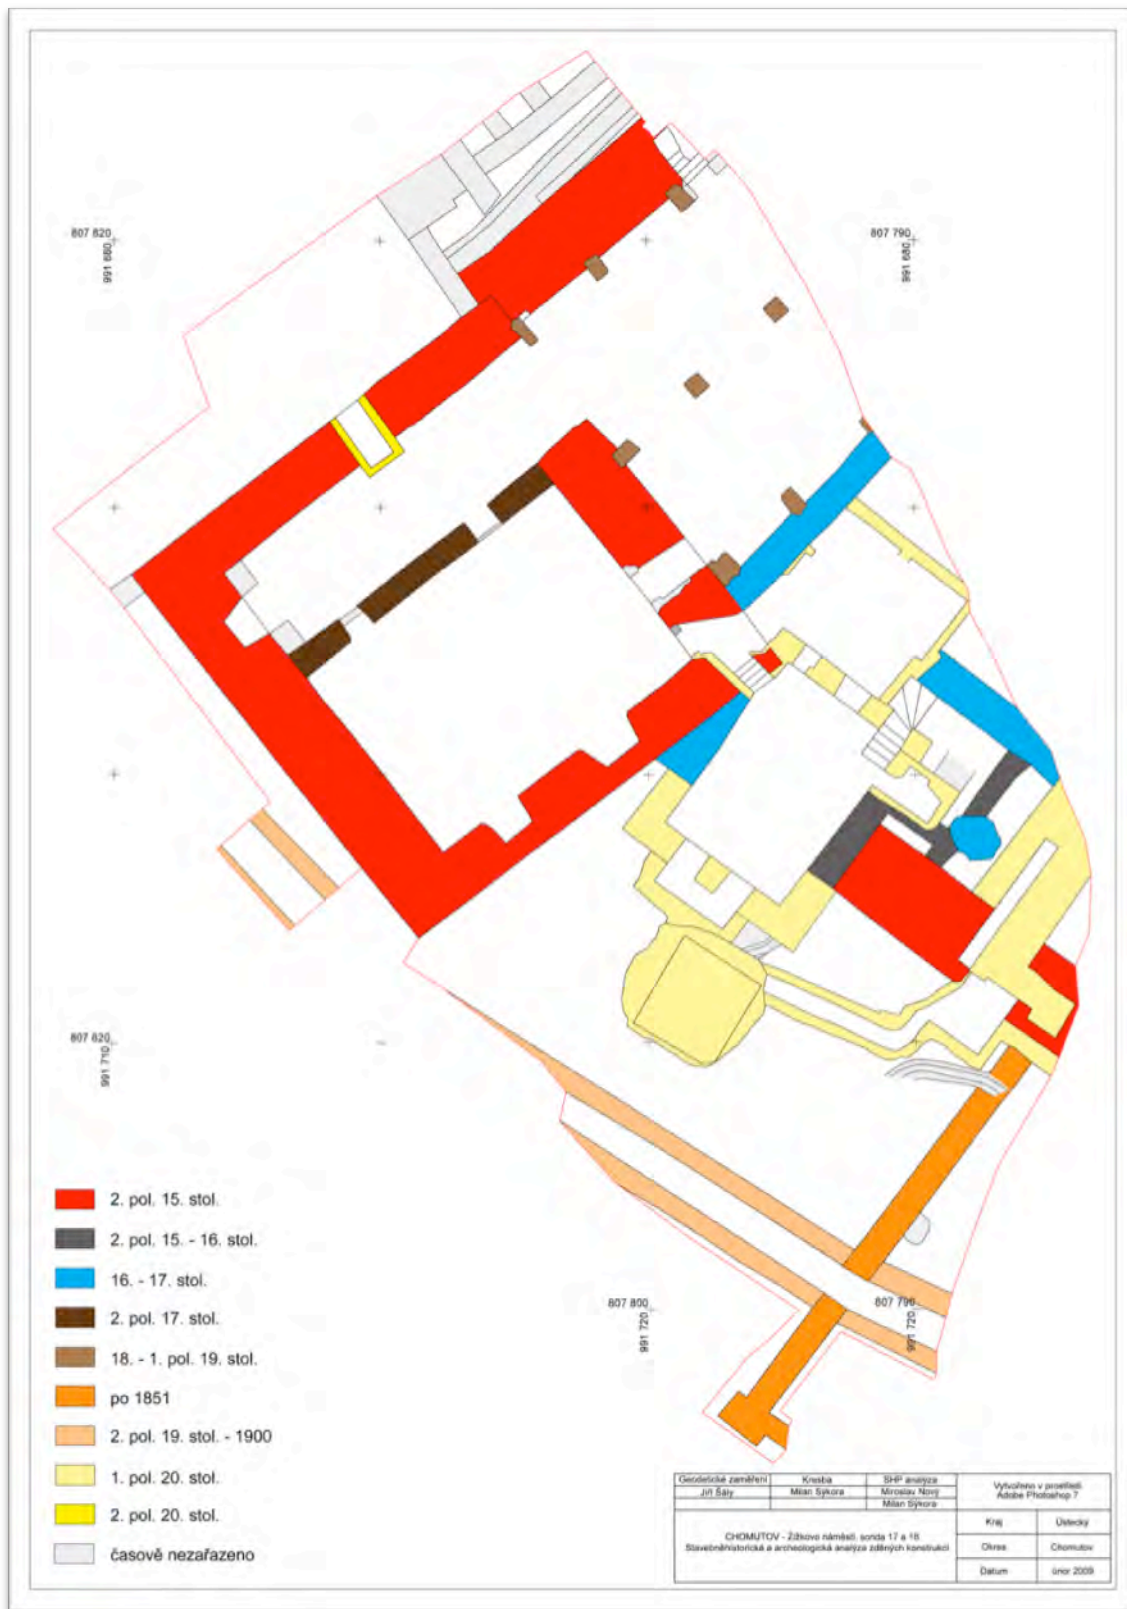 807 820
991 680
807 790
991 680
807 820
991 710
2. pol. 15. stol.
2. pol. 15. - 16. stol.
16. - 17. stol.
2. pol. 17. stol.
18. - 1. pol. 19. stol.
po 1851
2. pol. 19. stol. - 1900
1. pol. 20. stol.
2. pol. 20. stol.
časově nezařazeno
807 800
991 720
807 790
991 720
Geodetické zaměření
Kresba
SHP analýza
Jiří Šály
Milan Sýkora
Miroslav Nový
Milan Sýkora
Vytvořeno v prostředí
Adobe Photoshop 7
CHOMUTOV - Žižkovo náměstí, sonda 17 a 18
Stavebněhistorická a archeologická analýza zděných konstrukcí
Kraj
Ústecký
Okres
Chomutov
Datum
únor 2009